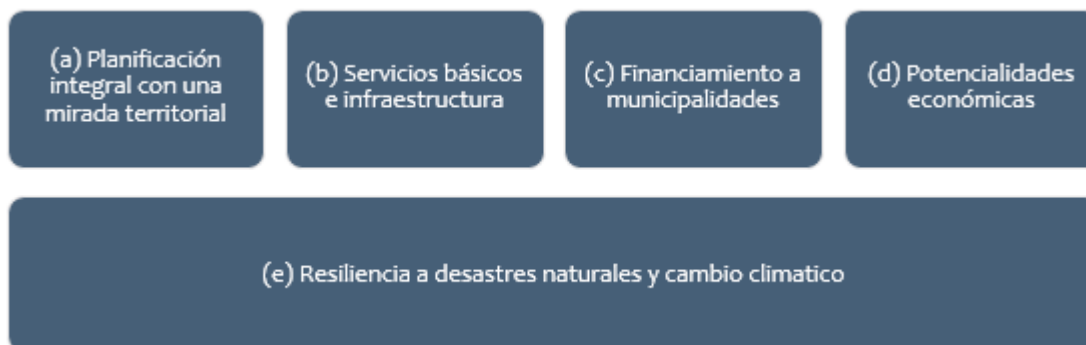 (a) Planificación
integral con una
mirada territorial
(b) Servicios básicos
e infraestructura
(c) Financiamiento a
municipalidades
(d) Potencialidades
económicas
(e) Resiliencia a desastres naturales y cambio climatico